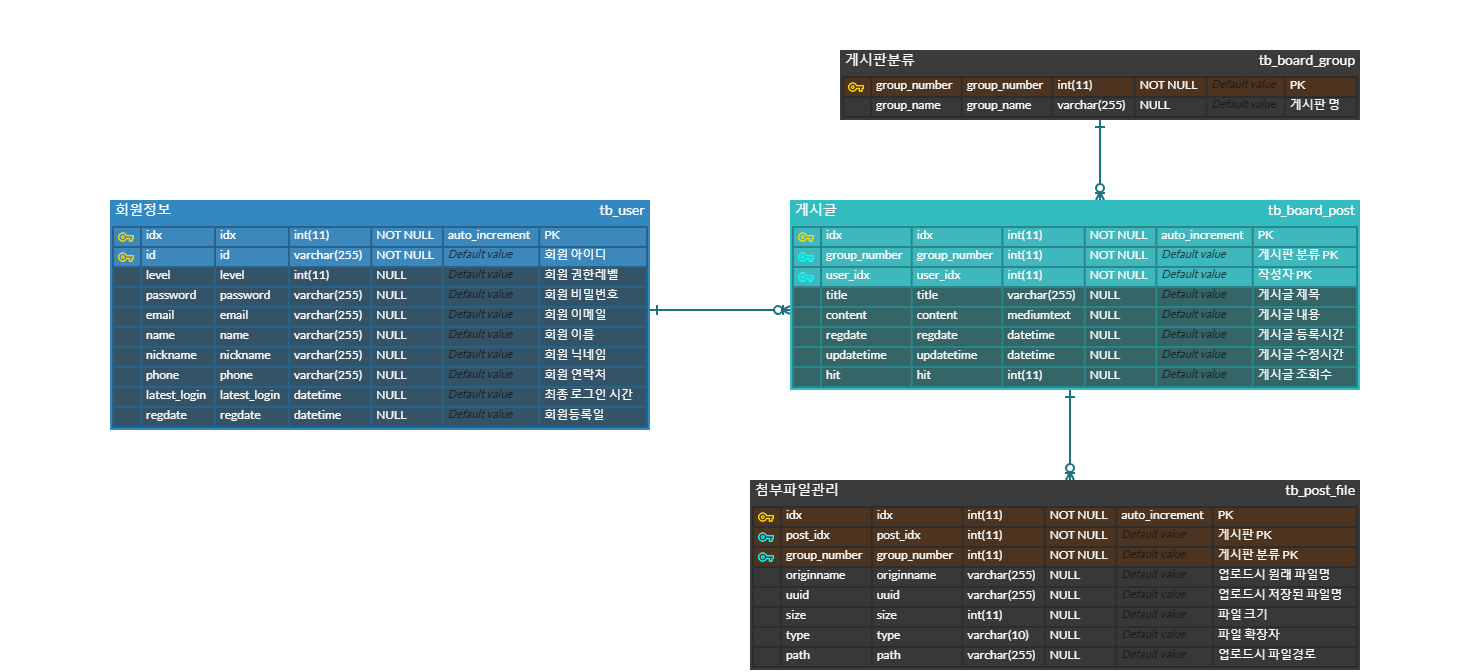 게시판분류 tb_board_group
group_number group_number int(11) NOT NULL Default value PK
group_name group_name varchar(255) NULL Default value 게시판 명
회원정보 tb_user
idx idx int(11) NOT NULL auto_increment PK
id id varchar(255) NOT NULL Default value 회원 아이디
level level int(11) NULL Default value 회원 권한레벨
password password varchar(255) NULL Default value 회원 비밀번호
email email varchar(255) NULL Default value 회원 이메일
name name varchar(255) NULL Default value 회원 이름
nickname nickname varchar(255) NULL Default value 회원 닉네임
phone phone varchar(255) NULL Default value 회원 연락처
latest_login latest_login datetime NULL Default value 최종 로그인 시간
regdate regdate datetime NULL Default value 회원등록일
게시글 tb_board_post
idx idx int(11) NOT NULL auto_increment PK
group_number group_number int(11) NOT NULL Default value 게시판 분류 PK
user_idx user_idx int(11) NOT NULL Default value 작성자 PK
title title varchar(255) NULL Default value 게시글 제목
content content mediumtext NULL Default value 게시글 내용
regdate regdate datetime NULL Default value 게시글 등록시간
updatetime updatetime datetime NULL Default value 게시글 수정시간
hit hit int(11) NULL Default value 게시글 조회수
첨부파일관리 tb_post_file
idx idx int(11) NOT NULL auto_increment PK
post_idx post_idx int(11) NOT NULL Default value 게시판 PK
group_number group_number int(11) NOT NULL Default value 게시판 분류 PK
originname originname varchar(255) NULL Default value 업로드시 원래 파일명
uuid uuid varchar(255) NULL Default value 업로드시 저장된 파일명
size size int(11) NULL Default value 파일 크기
type type varchar(10) NULL Default value 파일 확장자
path path varchar(255) NULL Default value 업로드시 파일경로